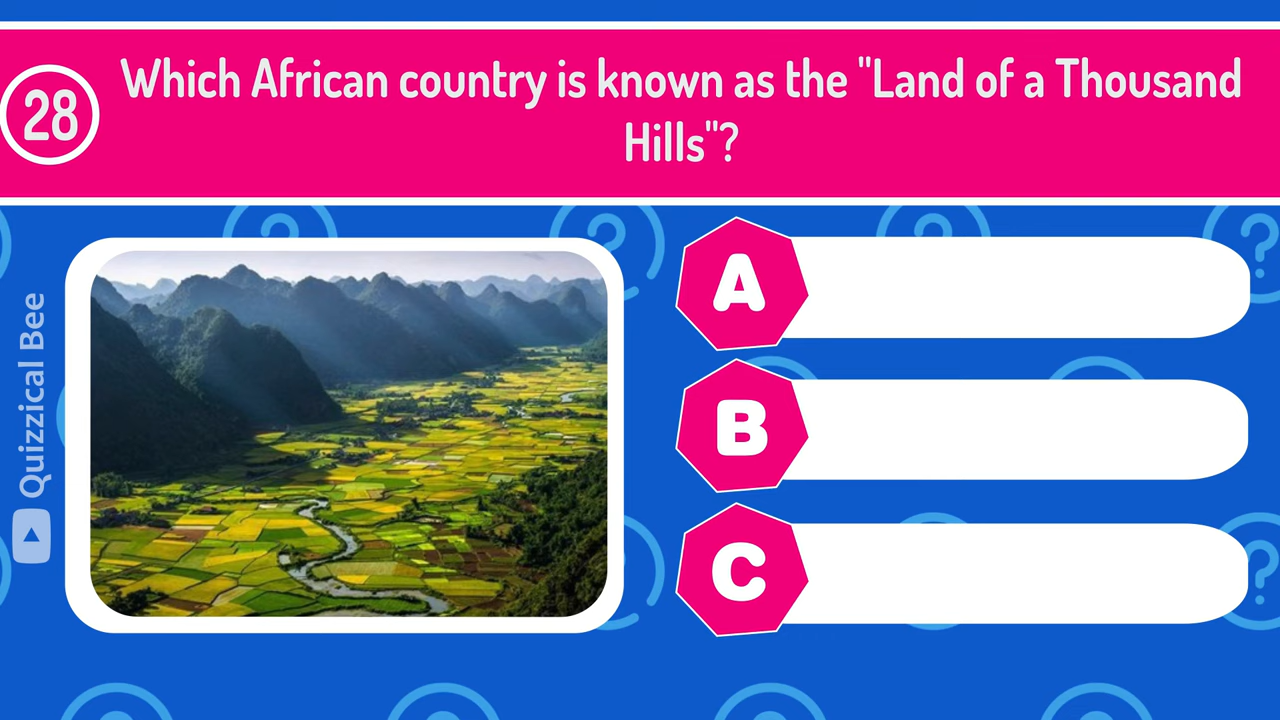 28
Which African country is known as the "Land of a Thousand
Hills"?
Quizzical Bee
A
B
C